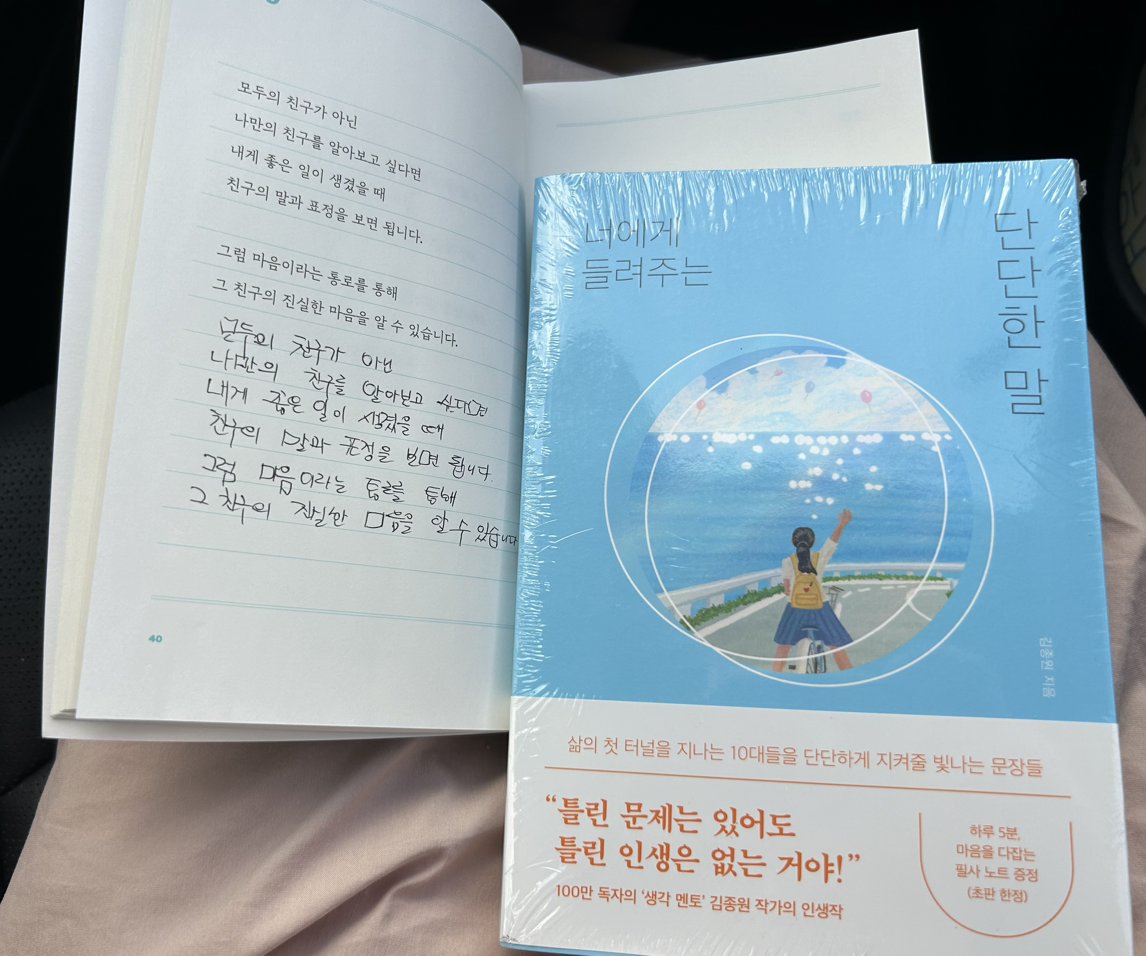 모두의 친구가 아닌
나만의 친구를 알아보고 싶다면
내게 좋은 일이 생겼을 때
친구의 말과 표정을 보면 됩니다.
그럼 마음이라는 통로를 통해
그 친구의 진실한 마음을 알 수 있습니다.
모두의 친구가 아닌
나만의 친구를 알아보고 싶다면
내게 좋은 일이 생겼을 때
친구의 말과 표정을 보면 됩니다.
그럼 마음이라는 통로를 통해
그 친구의 진실한 마음을 알 수 있습니다
40
너에게
들려주는
단단한 말
김종원 지음
삶의 첫 터널을 지나는 10대들을 단단하게 지켜줄 빛나는 문장들
“틀린 문제는 있어도
틀린 인생은 없는 거야!”
100만 독자의 ‘생각 멘토’ 김종원 작가의 인생작
하루 5분,
마음을 다잡는
필사 노트 증정
(초판 한정)